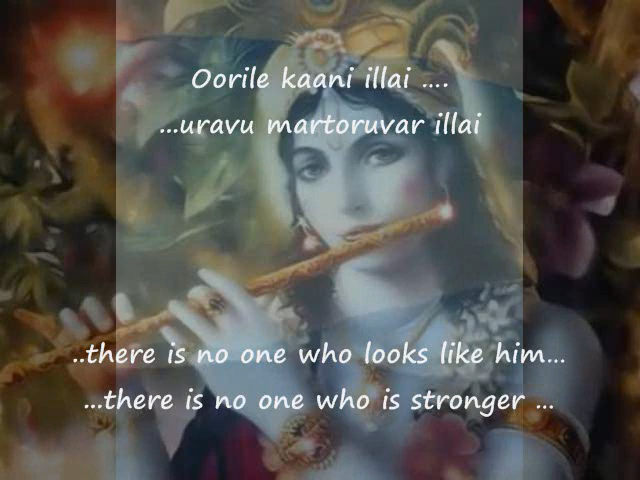 Oorile kaani illai ....
...uravu martoruvar illai
..there is no one who looks like him...
...there is no one who is stronger ...